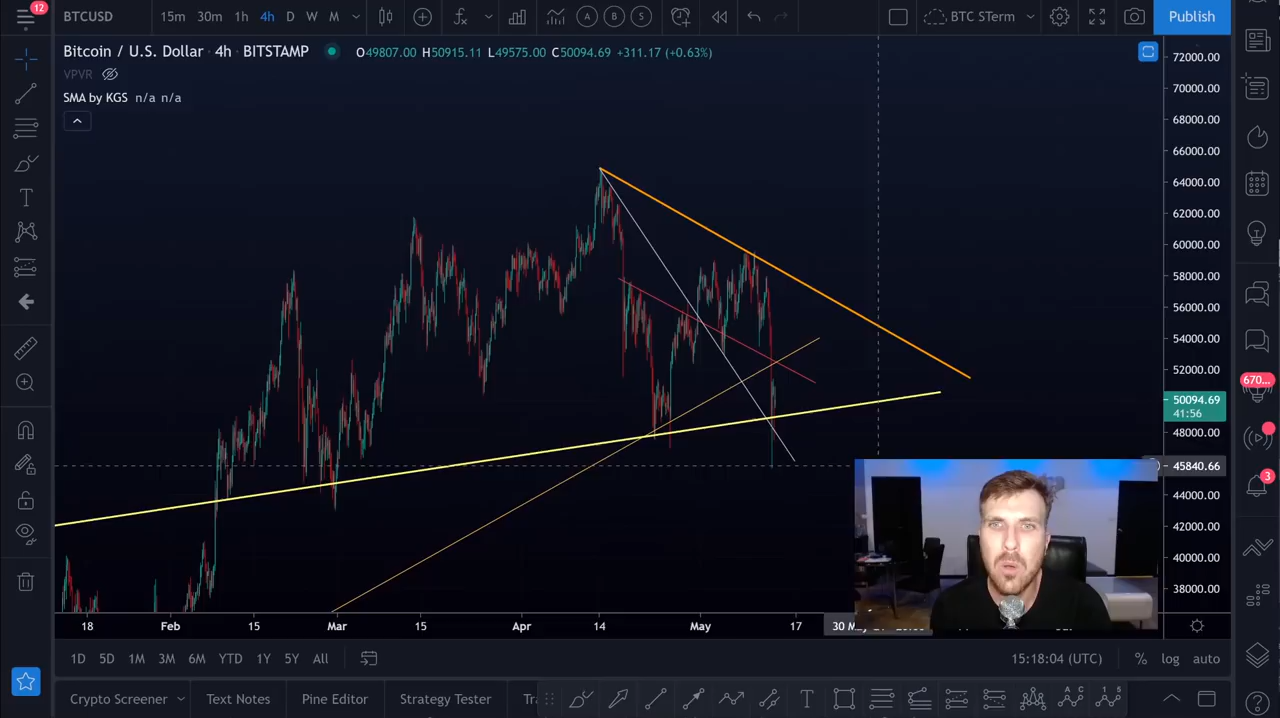 12
BTCUSD 15m 30m 1h 4h D W M A B S BTC STerm Publish
Bitcoin / U.S. Dollar · 4h · BITSTAMP O49807.00 H50915.11 L49575.00 C50094.69 +311.17 (+0.63%)
VPVR
SMA by KGS n/a n/a
72000.00
70000.00
68000.00
66000.00
64000.00
62000.00
60000.00
58000.00
56000.00
54000.00
52000.00
50094.69
41:56
48000.00
45840.66
44000.00
42000.00
40000.00
38000.00
670...
3
T
18 Feb 15 Mar 15 Apr 14 May 17
1D 5D 1M 3M 6M YTD 1Y 5Y All 15:18:04 (UTC) % log auto
Crypto Screener Text Notes Pine Editor Strategy Tester T